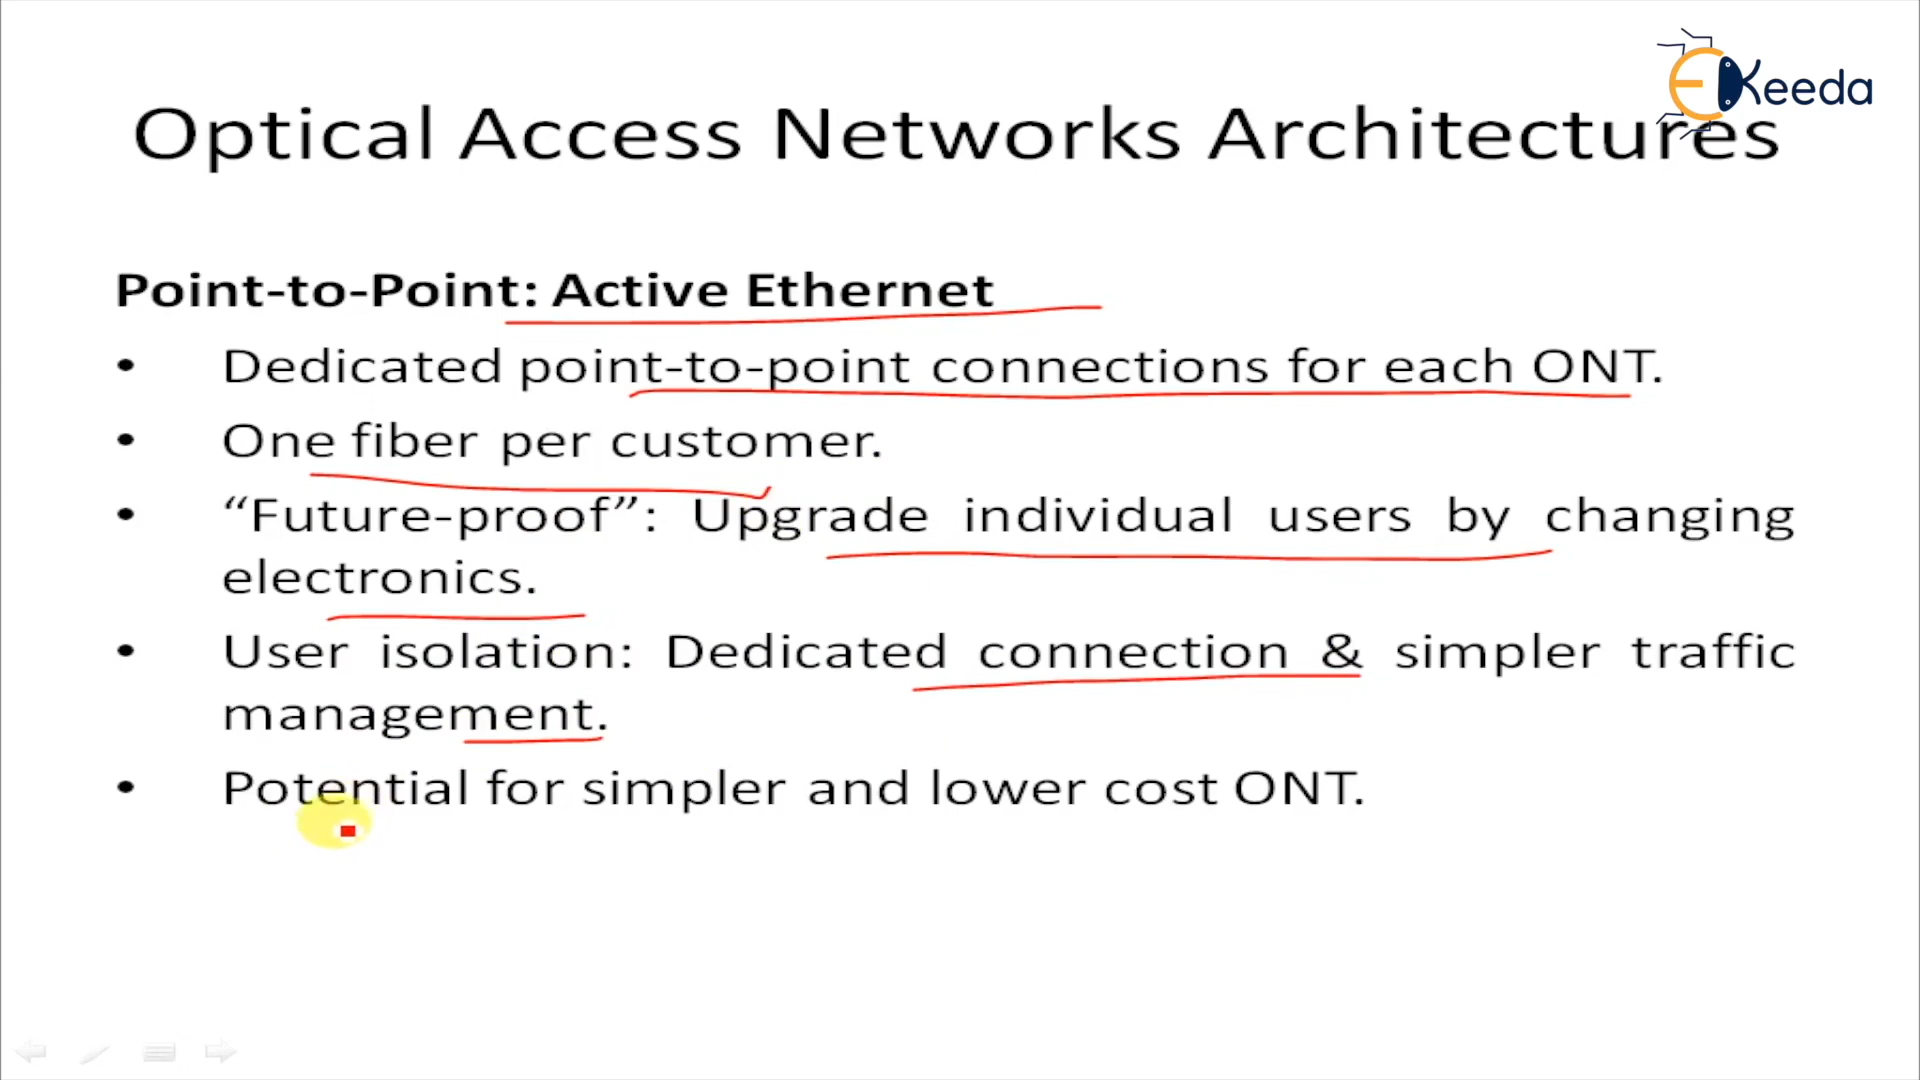 EKeeda
Optical Access Networks Architectures
Point-to-Point: Active Ethernet
• Dedicated point-to-point connections for each ONT.
• One fiber per customer.
• “Future-proof”: Upgrade individual users by changing
electronics.
• User isolation: Dedicated connection & simpler traffic
management.
• Potential for simpler and lower cost ONT.